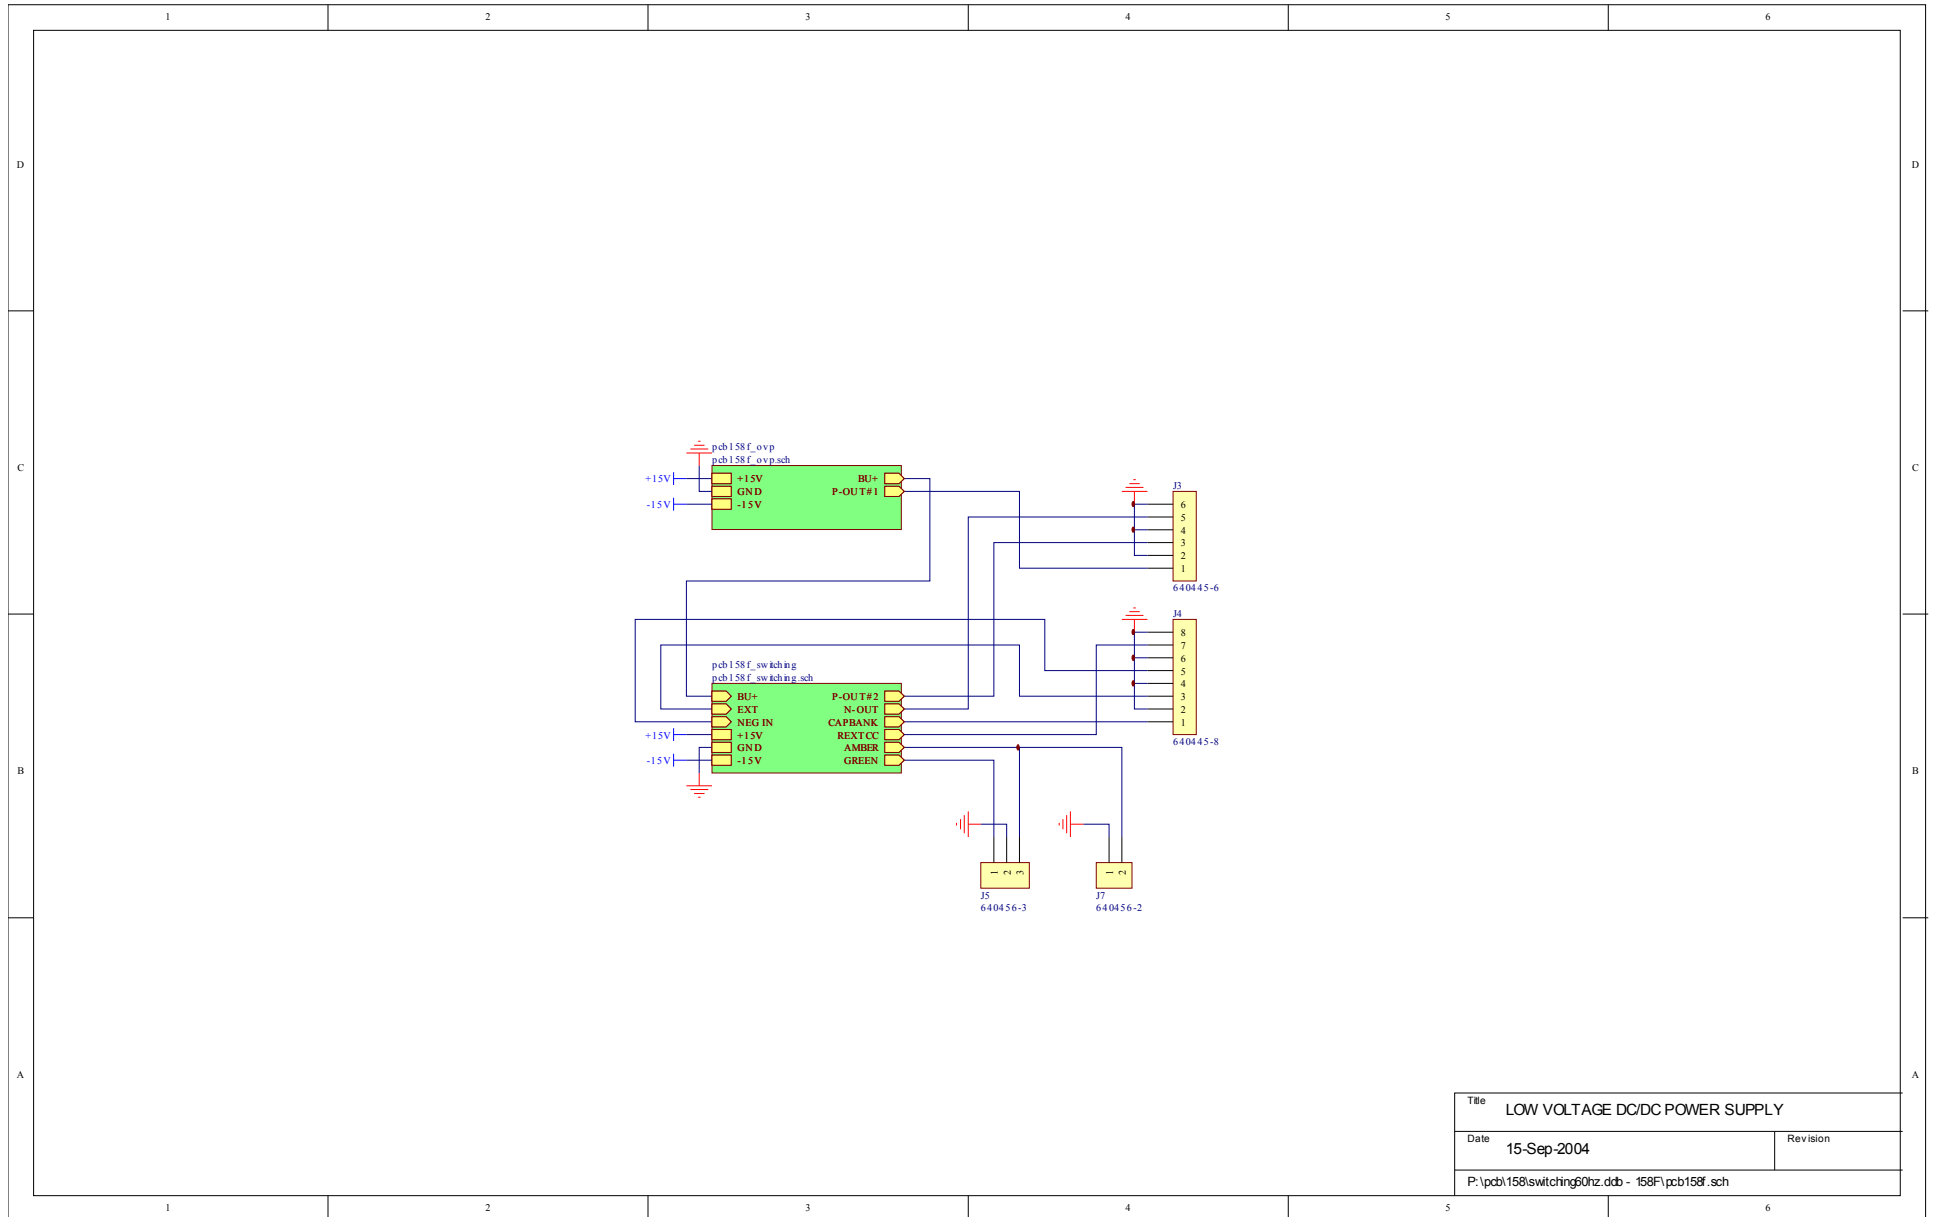 1 2 3 4 5 6
D D
C C
B B
A A
pcb158f_ovp
pcb158f_ovp.sch
+15V +15V BU+
GND P-OUT#1
-15V -15V
J3
6
5
4
3
2
1
640445-6
J4
8
7
6
5
4
3
2
1
640445-8
pcb158f_switching
pcb158f_switching.sch
BU+ P-OUT#2
EXT N-OUT
NEG IN CAPBANK
+15V +15V REXTCC
GND AMBER
-15V -15V GREEN
1 2 3
J5
640456-3
1 2
J7
640456-2
Title LOW VOLTAGE DC/DC POWER SUPPLY
Date 15-Sep-2004 Revision
P:\pcb\158\switching60hz.ddb - 158F\pcb158f.sch
1 2 3 4 5 6